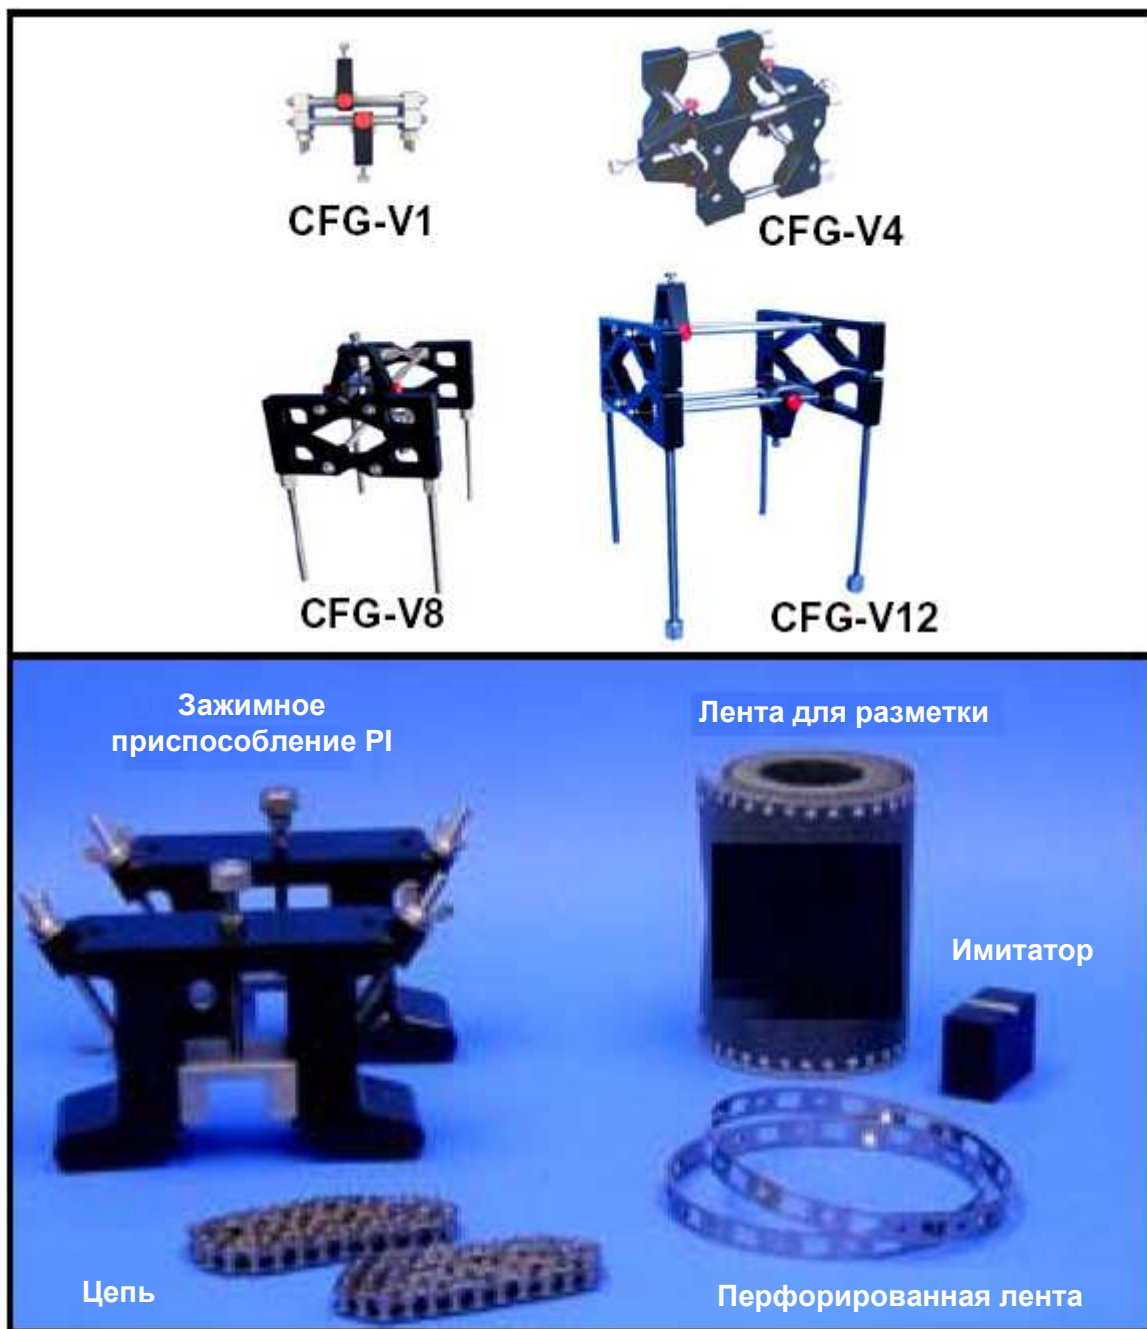 CFG-V1
CFG-V4
CFG-V8
CFG-V12
Зажимное
приспособление PI
Лента для разметки
Имитатор
Цепь
Перфорированная лента